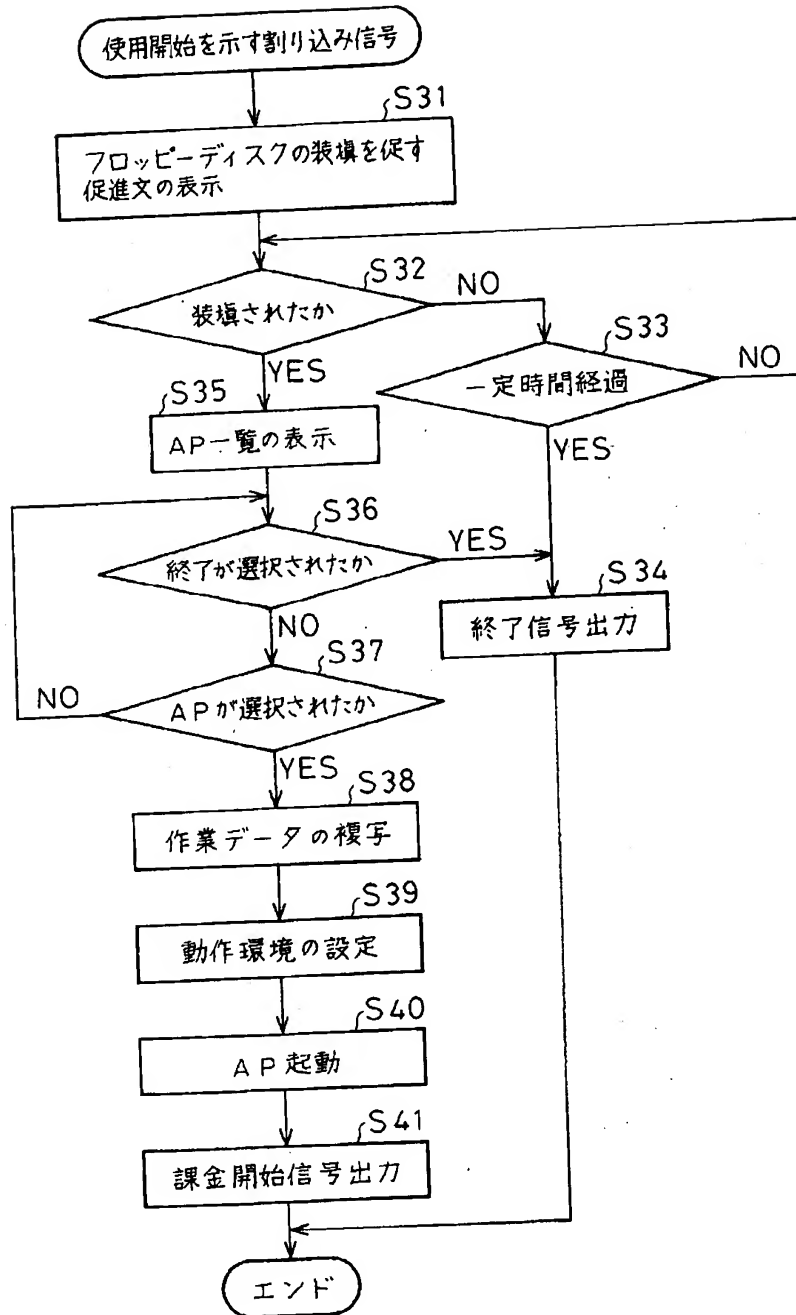 使用開始を示す割り込み信号
S31
フロッピーディスクの装填を促す
促進文の表示
S32
装填されたか
NO
YES
S33
一定時間経過
NO
YES
S35
AP一覧の表示
S36
終了が選択されたか
YES
NO
S34
終了信号出力
S37
APが選択されたか
NO
YES
S38
作業データの複写
S39
動作環境の設定
S40
AP起動
S41
課金開始信号出力
エンド